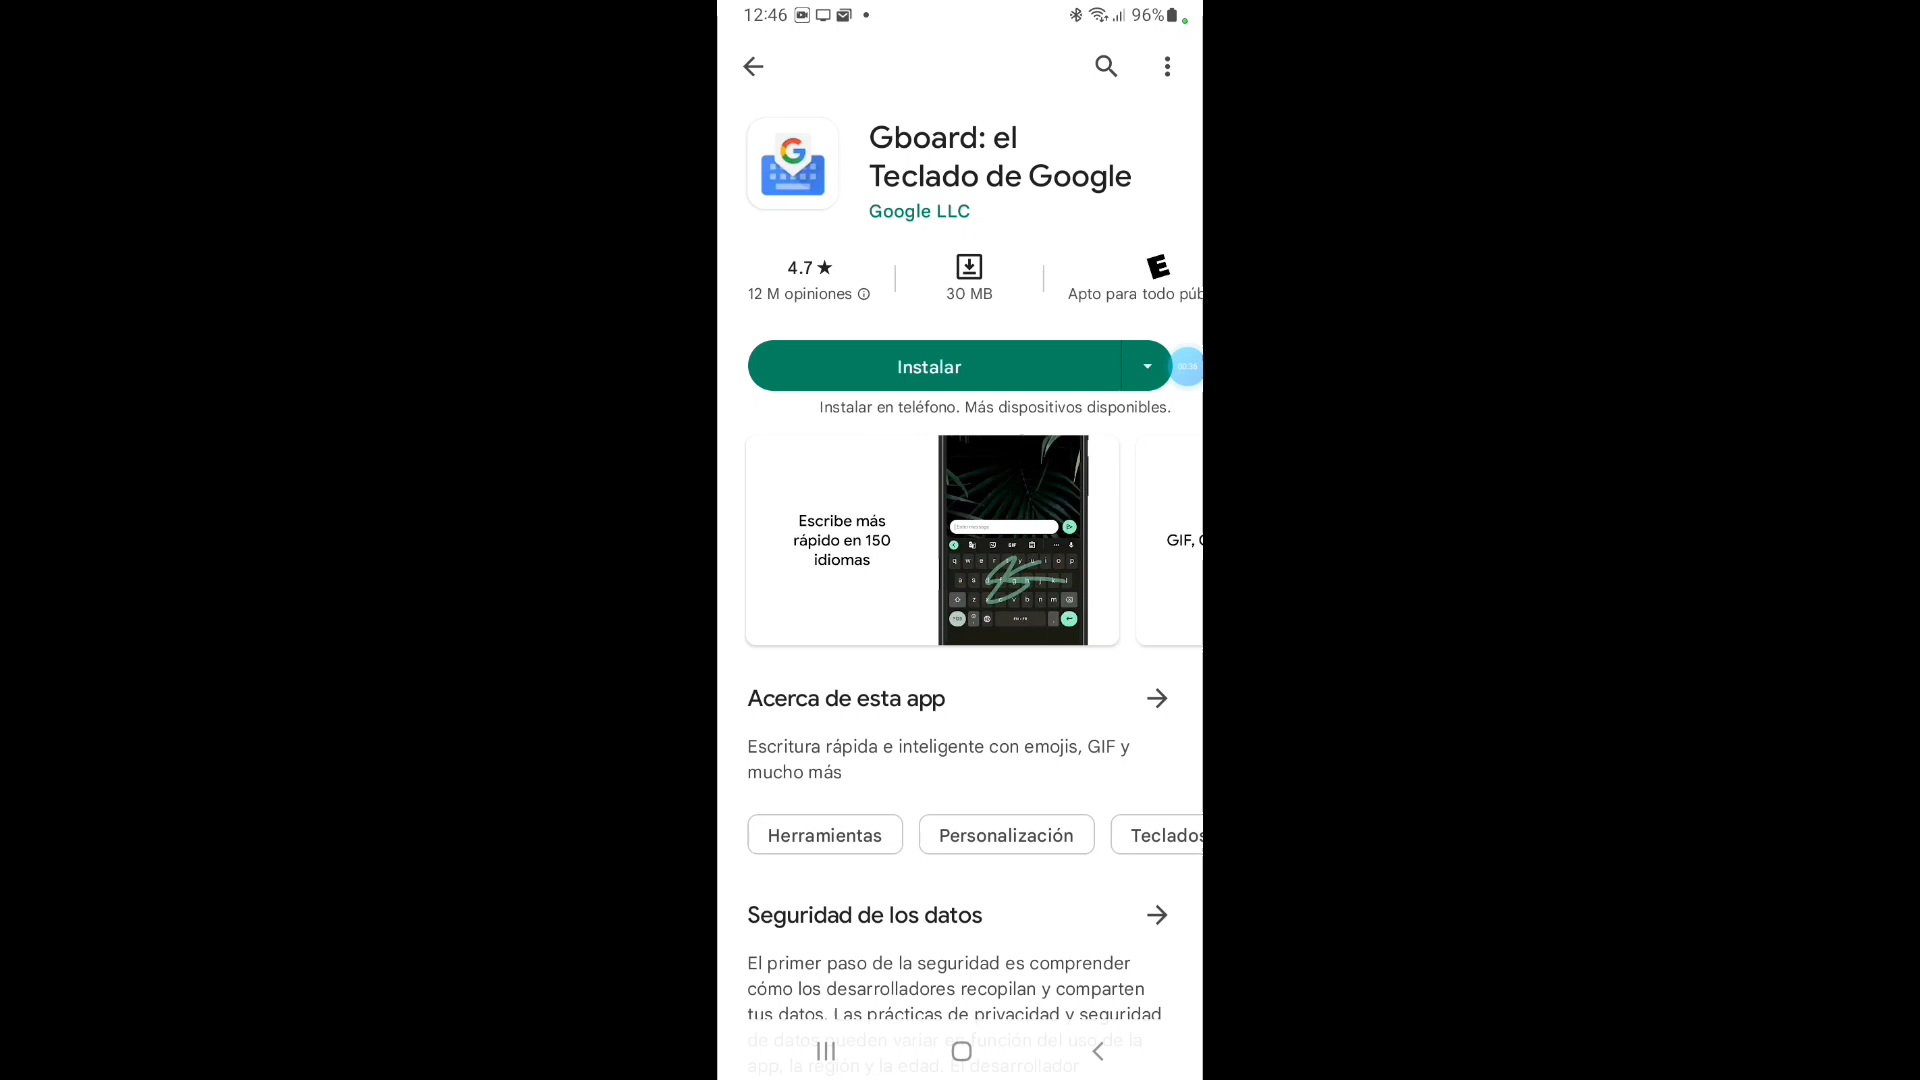 12:46
96%
Gboard: el
Teclado de Google
Google LLC
4.7★
12 M opiniones
30 MB
E
Apto para todo púb
Instalar
00:36
Instalar en teléfono. Más dispositivos disponibles.
Escribe más
rápido en 150
idiomas
GIF
q w e r t y u i o p
a s d f g h j k l
z x c v b n m
GIF,
Acerca de esta app
Escritura rápida e inteligente con emojis, GIF y
mucho más
Herramientas
Personalización
Teclados
Seguridad de los datos
El primer paso de la seguridad es comprender
cómo los desarrolladores recopilan y comparten
tus datos. Las prácticas de privacidad y seguridad
de datos pueden variar en función del uso de la
app, la región y la edad. El desarrollador